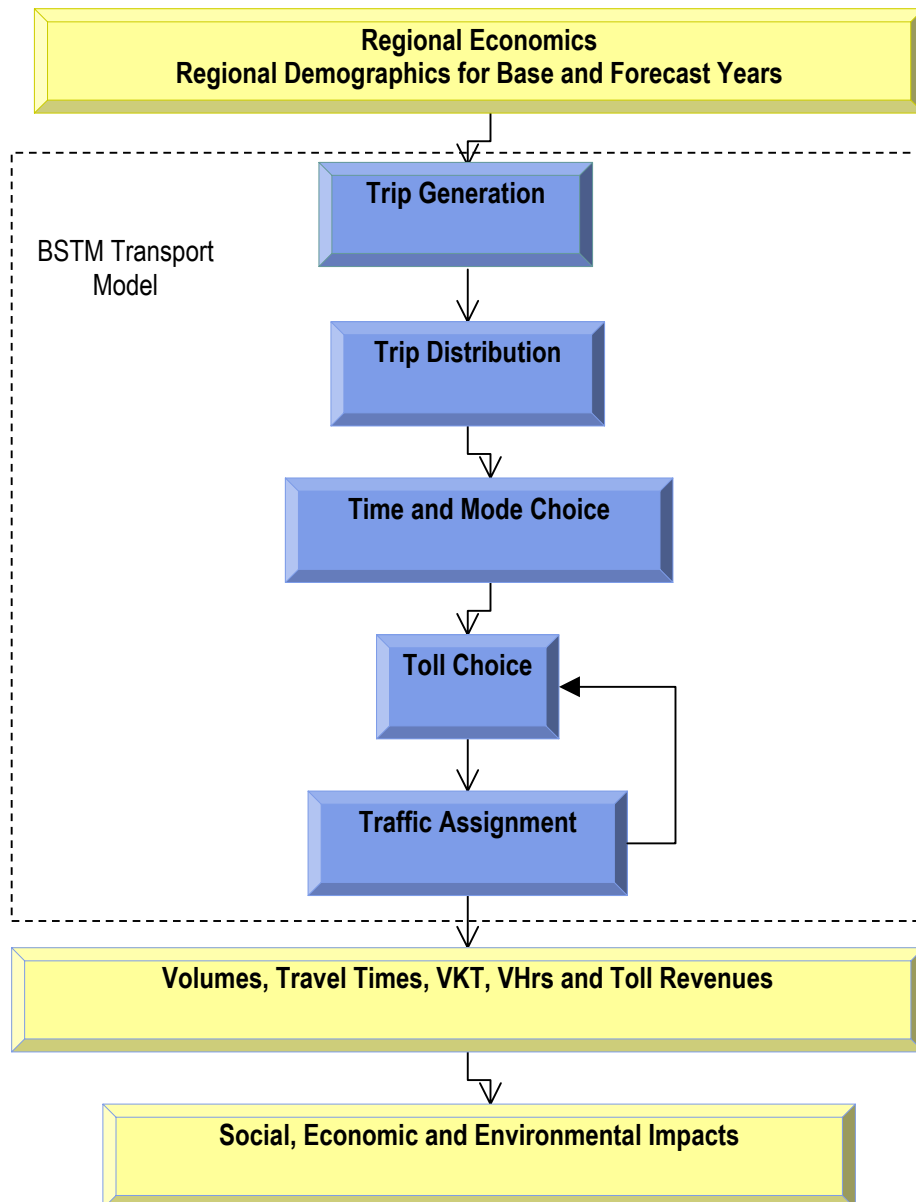 Regional Economics
Regional Demographics for Base and Forecast Years
Trip Generation
BSTM Transport
Model
Trip Distribution
Time and Mode Choice
Toll Choice
Traffic Assignment
Volumes, Travel Times, VKT, VHrs and Toll Revenues
Social, Economic and Environmental Impacts